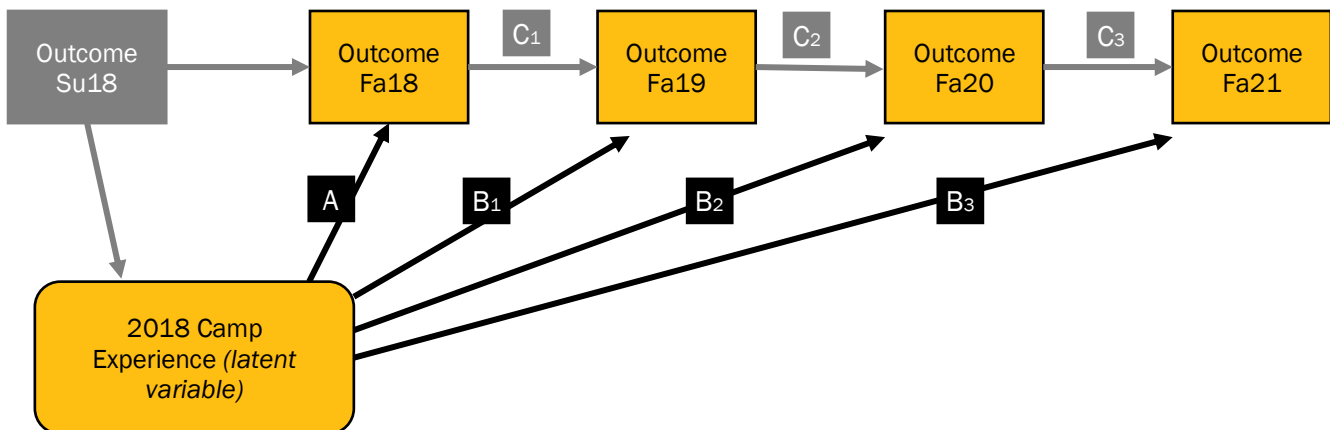 Outcome
Su18
Outcome
Fa18
C1
Outcome
Fa19
C2
Outcome
Fa20
C3
Outcome
Fa21
A
B1
B2
B3
2018 Camp
Experience (latent
variable)